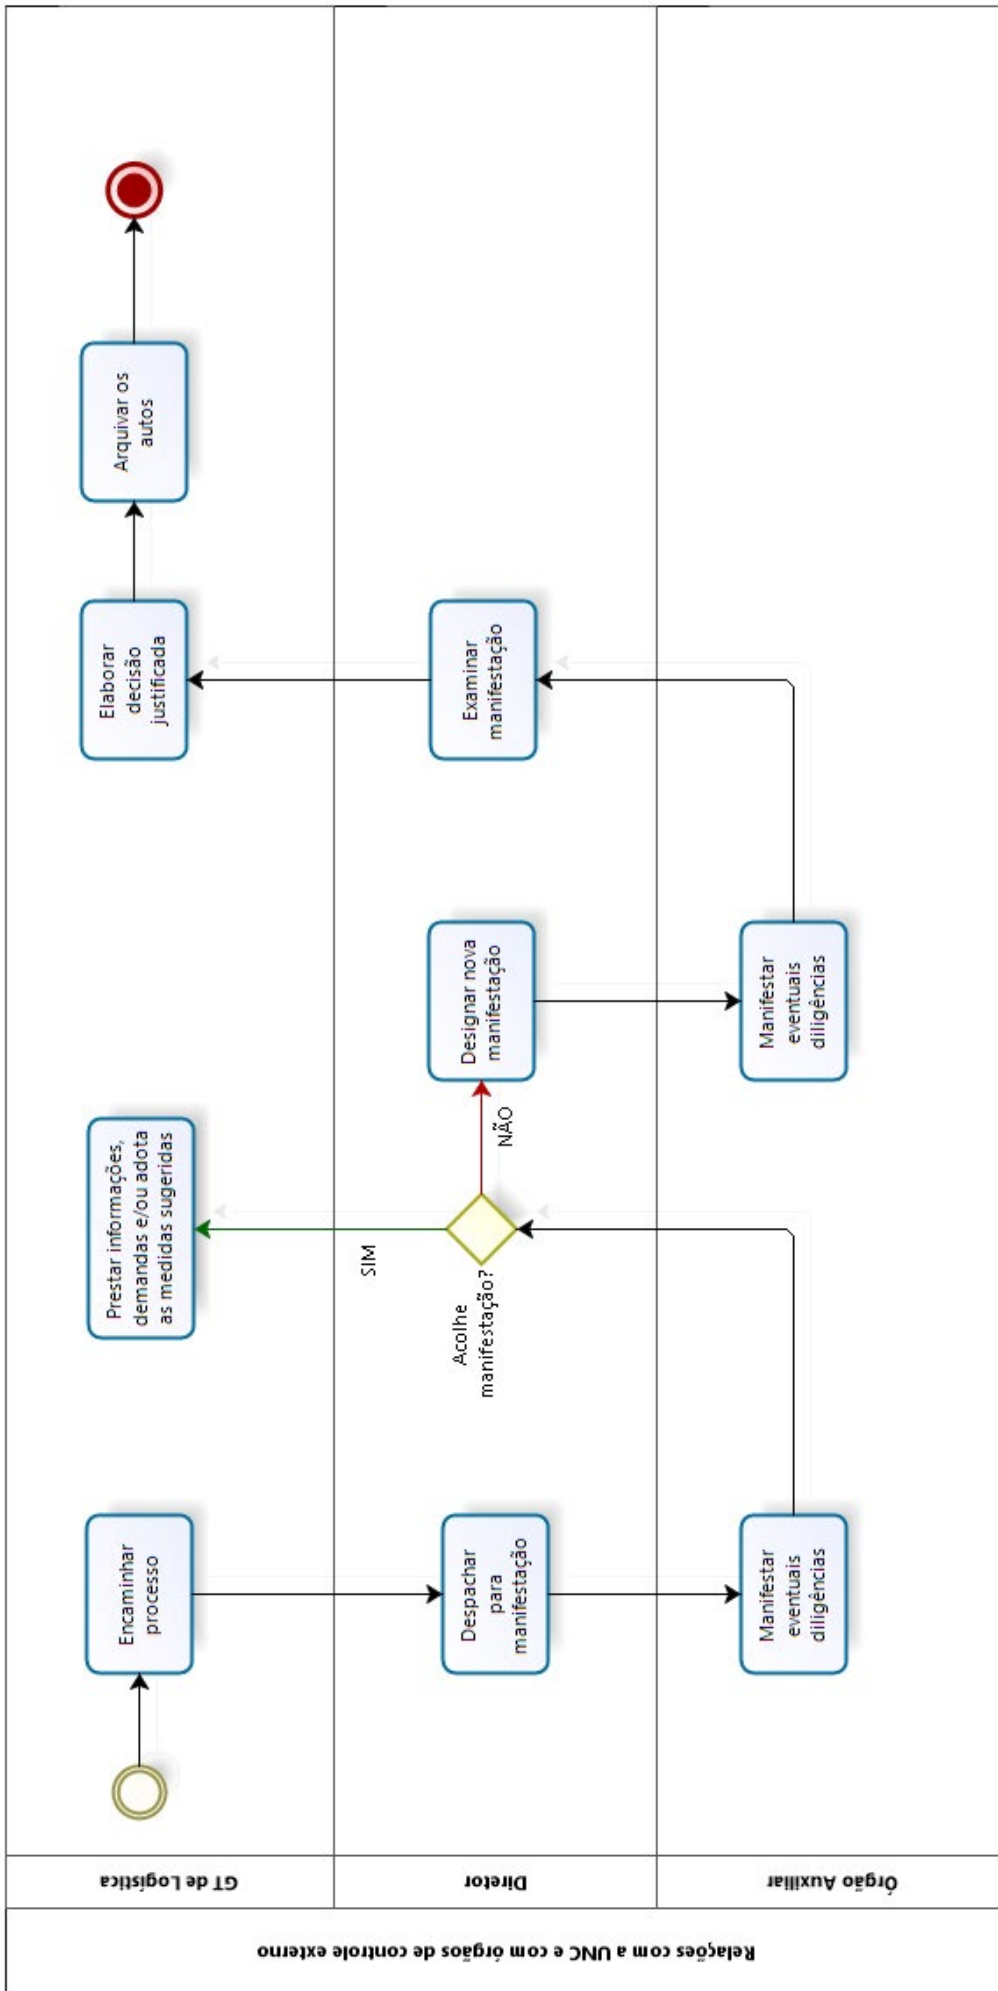 Relações com a UNC e com órgãos de controle externo
GT de Logística
Diretor
Órgão Auxiliar
Encaminhar
processo
Despachar
para
manifestação
Manifestar
eventuais
diligências
Acolhe
manifestação?
SIM
NÃO
Prestar informações,
demandas e/ou adota
as medidas sugeridas
Designar nova
manifestação
Manifestar
eventuais
diligências
Examinar
manifestação
Elaborar
decisão
justificada
Arquivar os
autos